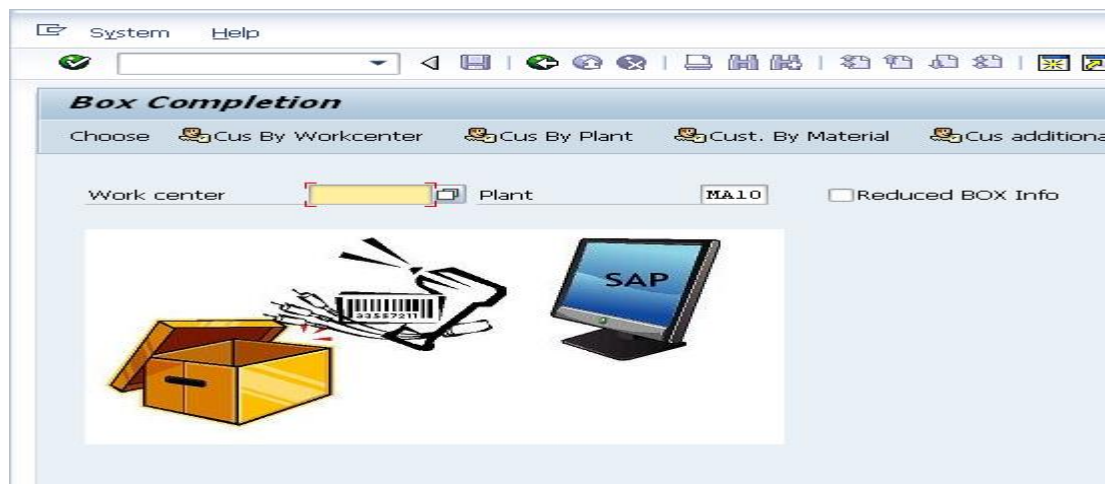 System Help
Box Completion
Choose Cus By Workcenter Cus By Plant Cust. By Material Cus additiona
Work center Plant MA10 Reduced BOX Info
SAP
33587211